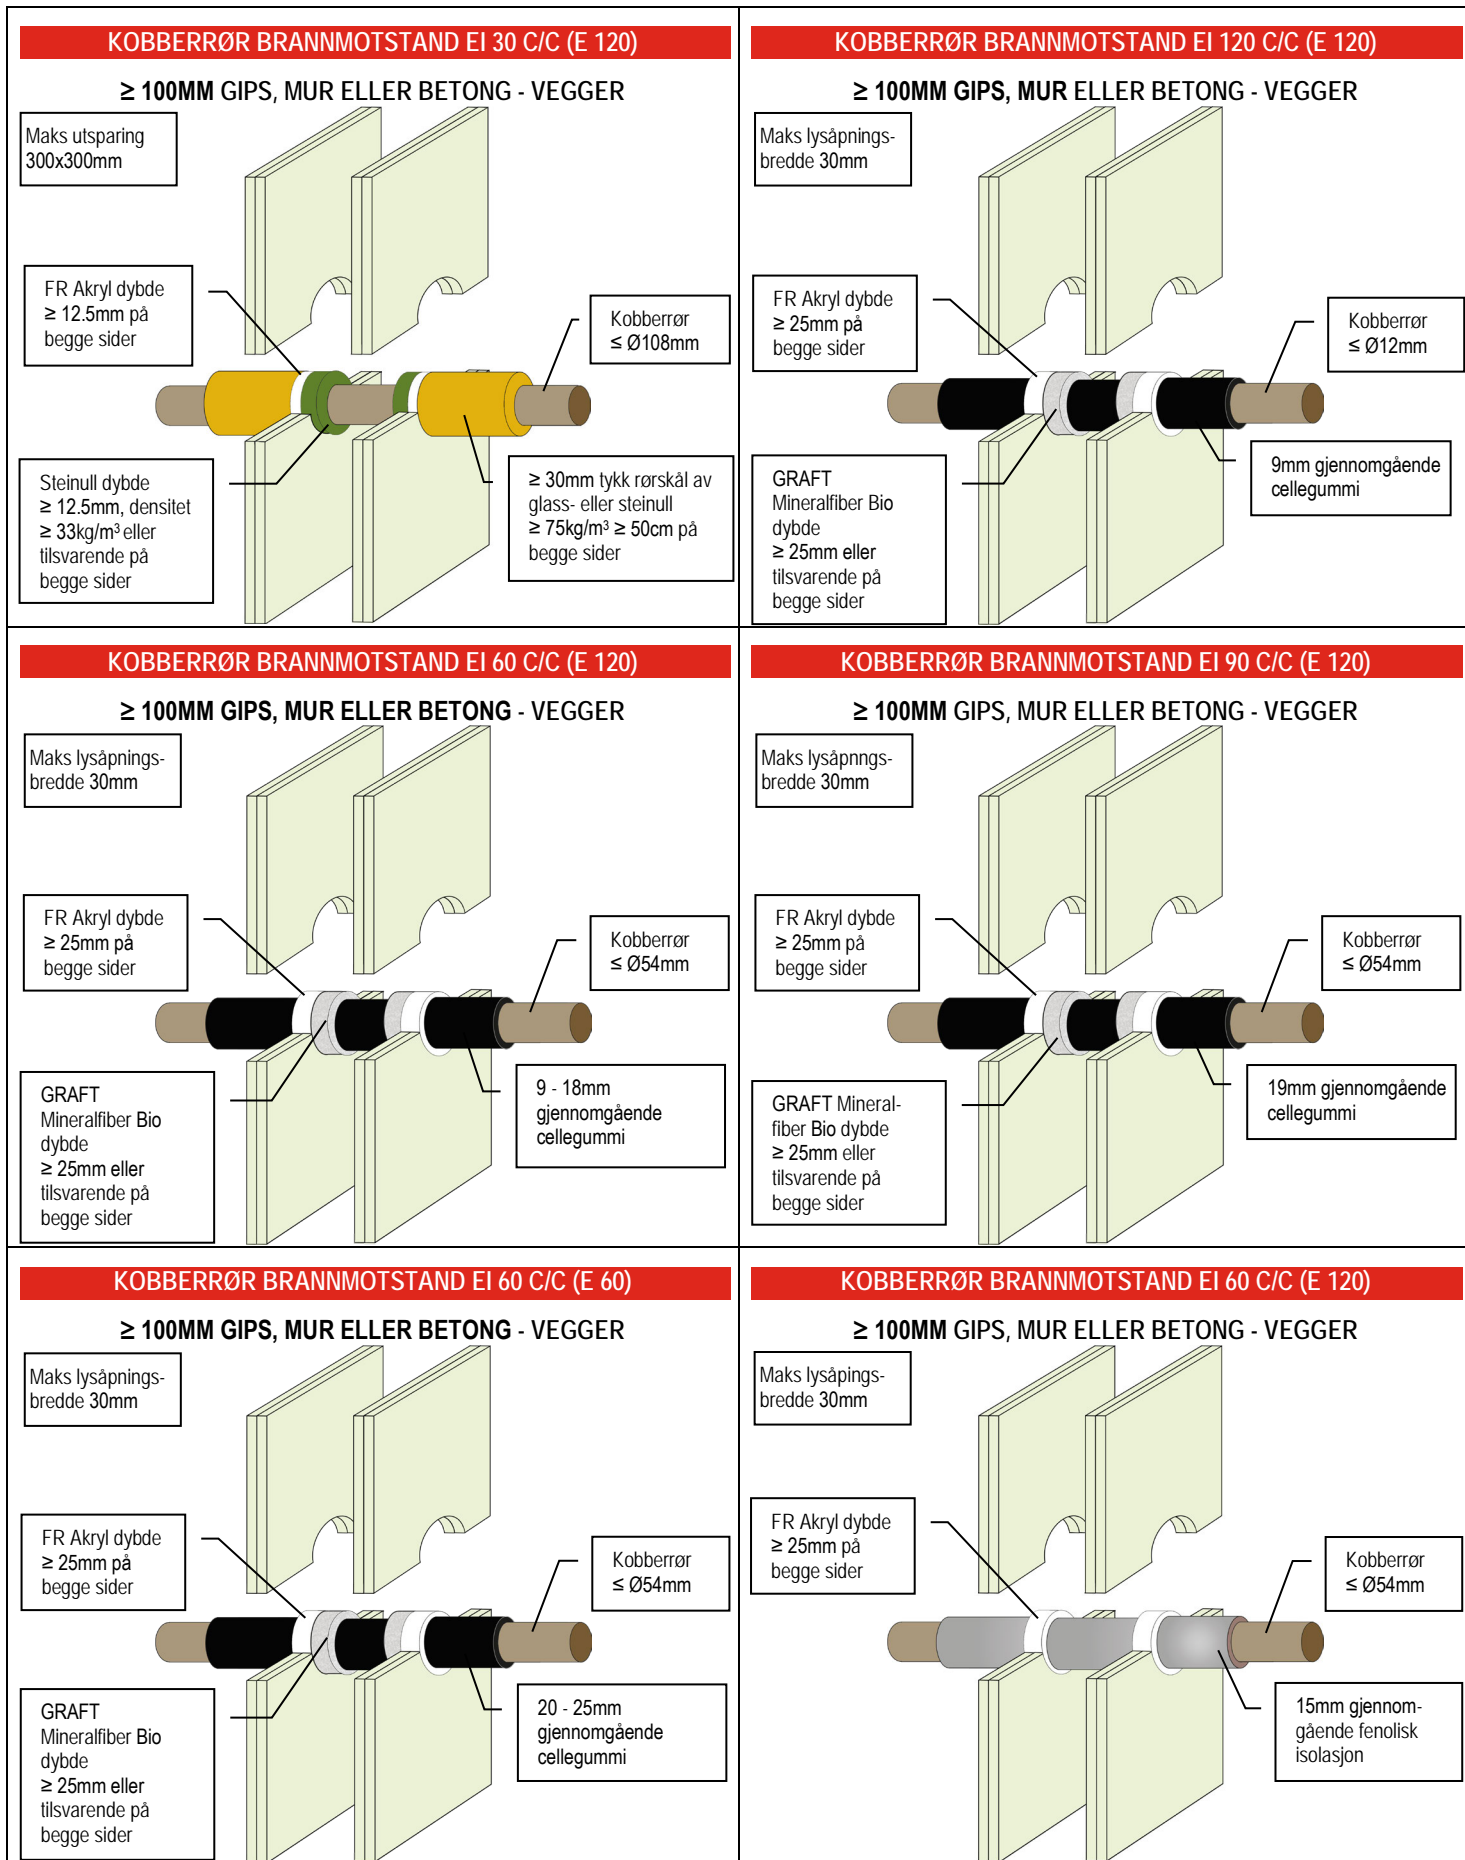 KOBBERRØR BRANNMOTSTAND EI 30 C/C (E 120)
≥ 100MM GIPS, MUR ELLER BETONG - VEGGER
Maks utsparing
300x300mm
FR Akryl dybde
≥ 12.5mm på
begge sider
Kobberrør
≤ Ø108mm
Steinull dybde
≥ 12.5mm, densitet
≥ 33kg/m³ eller
tilsvarende på
begge sider
≥ 30mm tykk rørskål av
glass- eller steinull
≥ 75kg/m³ ≥ 50cm på
begge sider
KOBBERRØR BRANNMOTSTAND EI 120 C/C (E 120)
≥ 100MM GIPS, MUR ELLER BETONG - VEGGER
Maks lysåpnings-
bredde 30mm
FR Akryl dybde
≥ 25mm på
begge sider
Kobberrør
≤ Ø12mm
GRAFT
Mineralfiber Bio
dybde
≥ 25mm eller
tilsvarende på
begge sider
9mm gjennomgående
cellegummi
KOBBERRØR BRANNMOTSTAND EI 60 C/C (E 120)
≥ 100MM GIPS, MUR ELLER BETONG - VEGGER
Maks lysåpnings-
bredde 30mm
FR Akryl dybde
≥ 25mm på
begge sider
Kobberrør
≤ Ø54mm
GRAFT
Mineralfiber Bio
dybde
≥ 25mm eller
tilsvarende på
begge sider
9 - 18mm
gjennomgående
cellegummi
KOBBERRØR BRANNMOTSTAND EI 90 C/C (E 120)
≥ 100MM GIPS, MUR ELLER BETONG - VEGGER
Maks lysåpnngs-
bredde 30mm
FR Akryl dybde
≥ 25mm på
begge sider
Kobberrør
≤ Ø54mm
GRAFT Mineral-
fiber Bio dybde
≥ 25mm eller
tilsvarende på
begge sider
19mm gjennomgående
cellegummi
KOBBERRØR BRANNMOTSTAND EI 60 C/C (E 60)
≥ 100MM GIPS, MUR ELLER BETONG - VEGGER
Maks lysåpnings-
bredde 30mm
FR Akryl dybde
≥ 25mm på
begge sider
Kobberrør
≤ Ø54mm
GRAFT
Mineralfiber Bio
dybde
≥ 25mm eller
tilsvarende på
begge sider
20 - 25mm
gjennomgående
cellegummi
KOBBERRØR BRANNMOTSTAND EI 60 C/C (E 120)
≥ 100MM GIPS, MUR ELLER BETONG - VEGGER
Maks lysåpings-
bredde 30mm
FR Akryl dybde
≥ 25mm på
begge sider
Kobberrør
≤ Ø54mm
15mm gjennom-
gående fenolisk
isolasjon